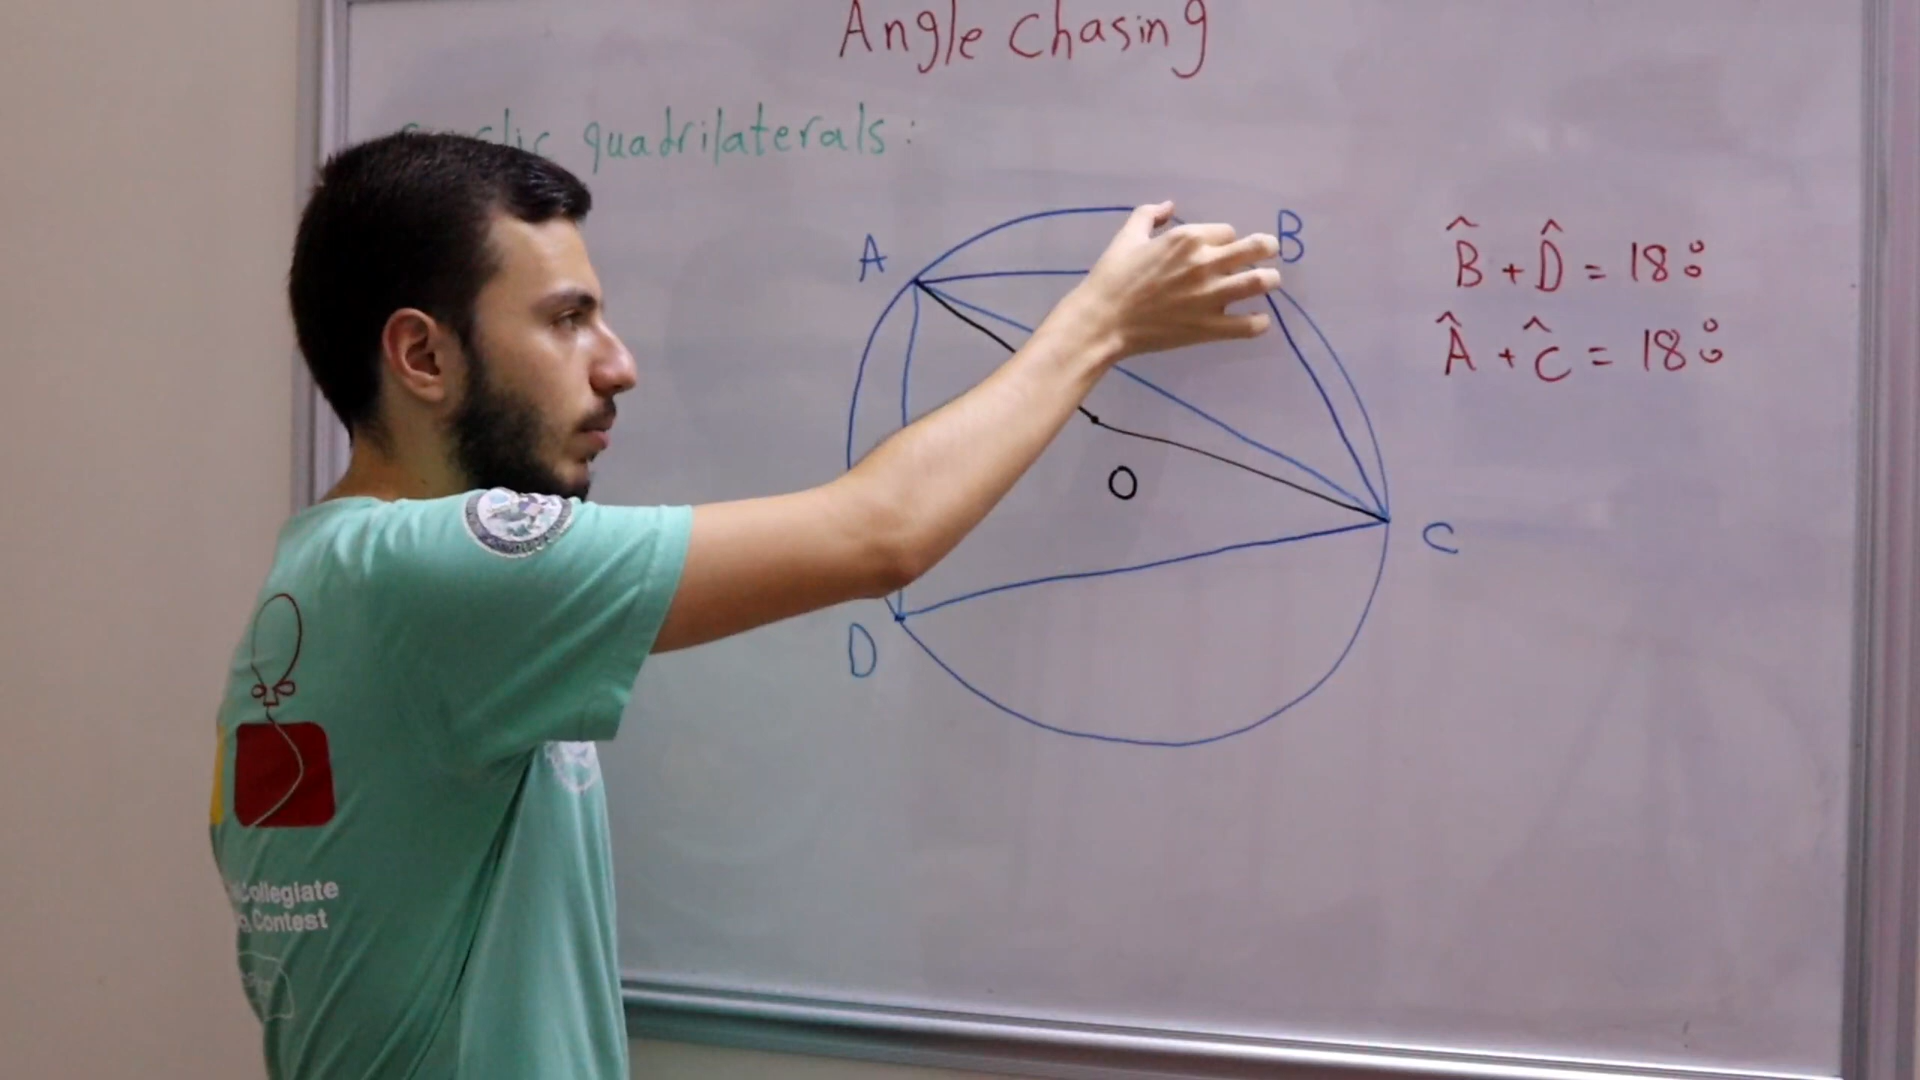 Angle chasing
quadrilaterals:
A
B
B̂ + D̂ = 180°
Â + Ĉ = 180°
O
C
D
Collegiate
Contest